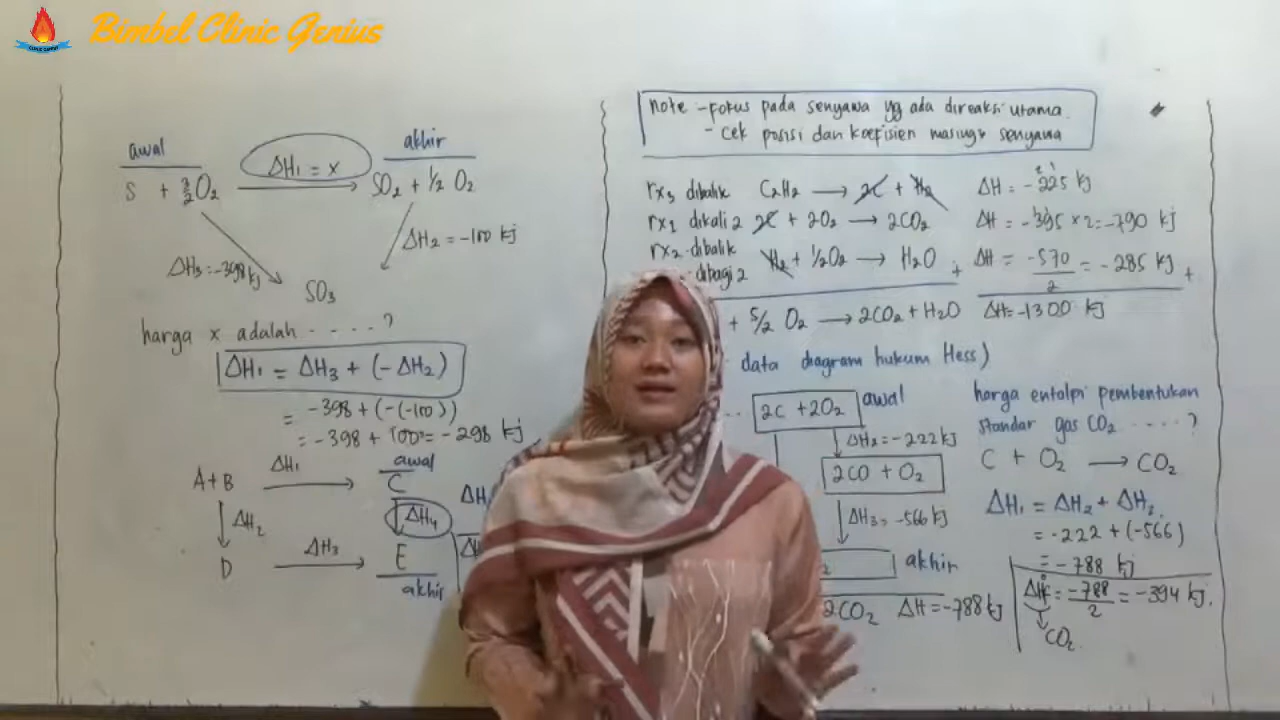 Bimbel Clinic Genius
CLINIC GENIUS
awal
akhir
ΔH1 = x
S + 3/2 O2 → SO2 + 1/2 O2
ΔH2 = -100 kj
ΔH3 = -398 kj
SO3
harga x adalah . . . . . ?
ΔH1 = ΔH3 + (-ΔH2)
= -398 + (-(-100))
= -398 + 100 = -298 kj
A + B → C
ΔH1
awal
ΔH2
ΔH4
D → E
ΔH3
akhir
ΔH
note - Fokus pada senyawa yg ada direaksi utama
- Cek posisi dan koefisien masing2 senyawa
rx3 dibalik C2H2 → 2C + H2 ΔH = -225 kj
rx1 dikali 2 2C + 2O2 → 2CO2 ΔH = -395 x 2 = -790 kj
rx2 dibalik
dibagi 2 H2 + 1/2 O2 → H2O + ΔH = -570/2 = -285 kj +
+ 5/2 O2 → 2CO2 + H2O ΔH = -1300 kj
data diagram hukum Hess)
2C + 2O2 awal
ΔH2 = -222 kj
2CO + O2
ΔH3 = -566 kj
akhir
2CO2 ΔH = -788 kj
harga entalpi pembentukan
standar gas CO2 . . . . . ?
C + O2 → CO2
ΔH1 = ΔH2 + ΔH2
= -222 + (-566)
= -788 kj
ΔHf° = -788/2 = -394 kj.
CO2